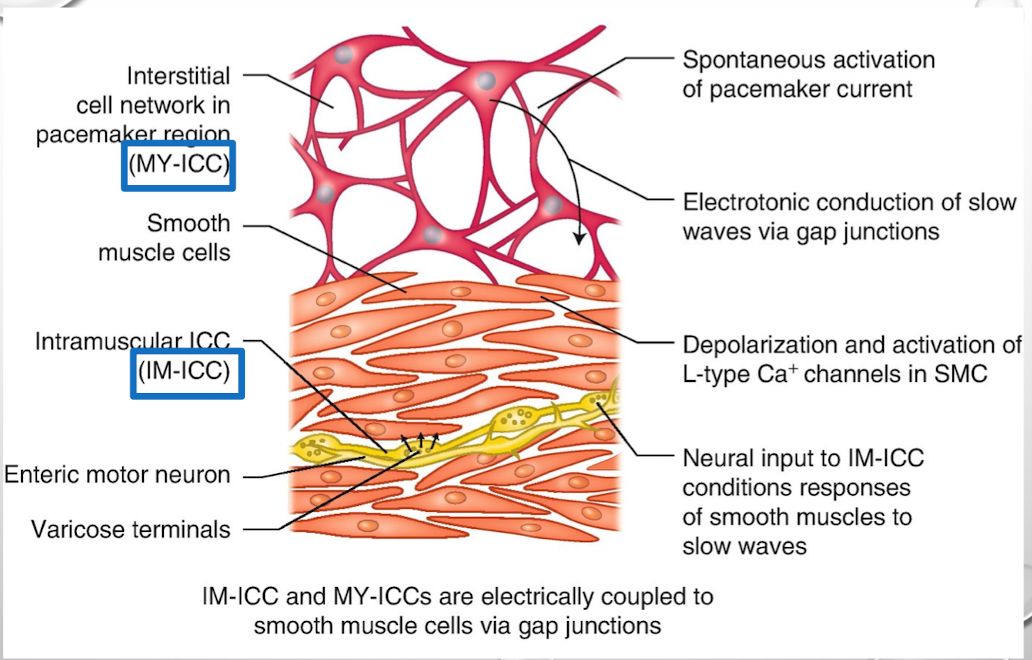 Interstitial
cell network in
pacemaker region
(MY-ICC)
Smooth
muscle cells
Intramuscular ICC
(IM-ICC)
Enteric motor neuron
Varicose terminals
Spontaneous activation
of pacemaker current
Electrotonic conduction of slow
waves via gap junctions
Depolarization and activation of
L-type Ca⁺ channels in SMC
Neural input to IM-ICC
conditions responses
of smooth muscles to
slow waves
IM-ICC and MY-ICCs are electrically coupled to
smooth muscle cells via gap junctions